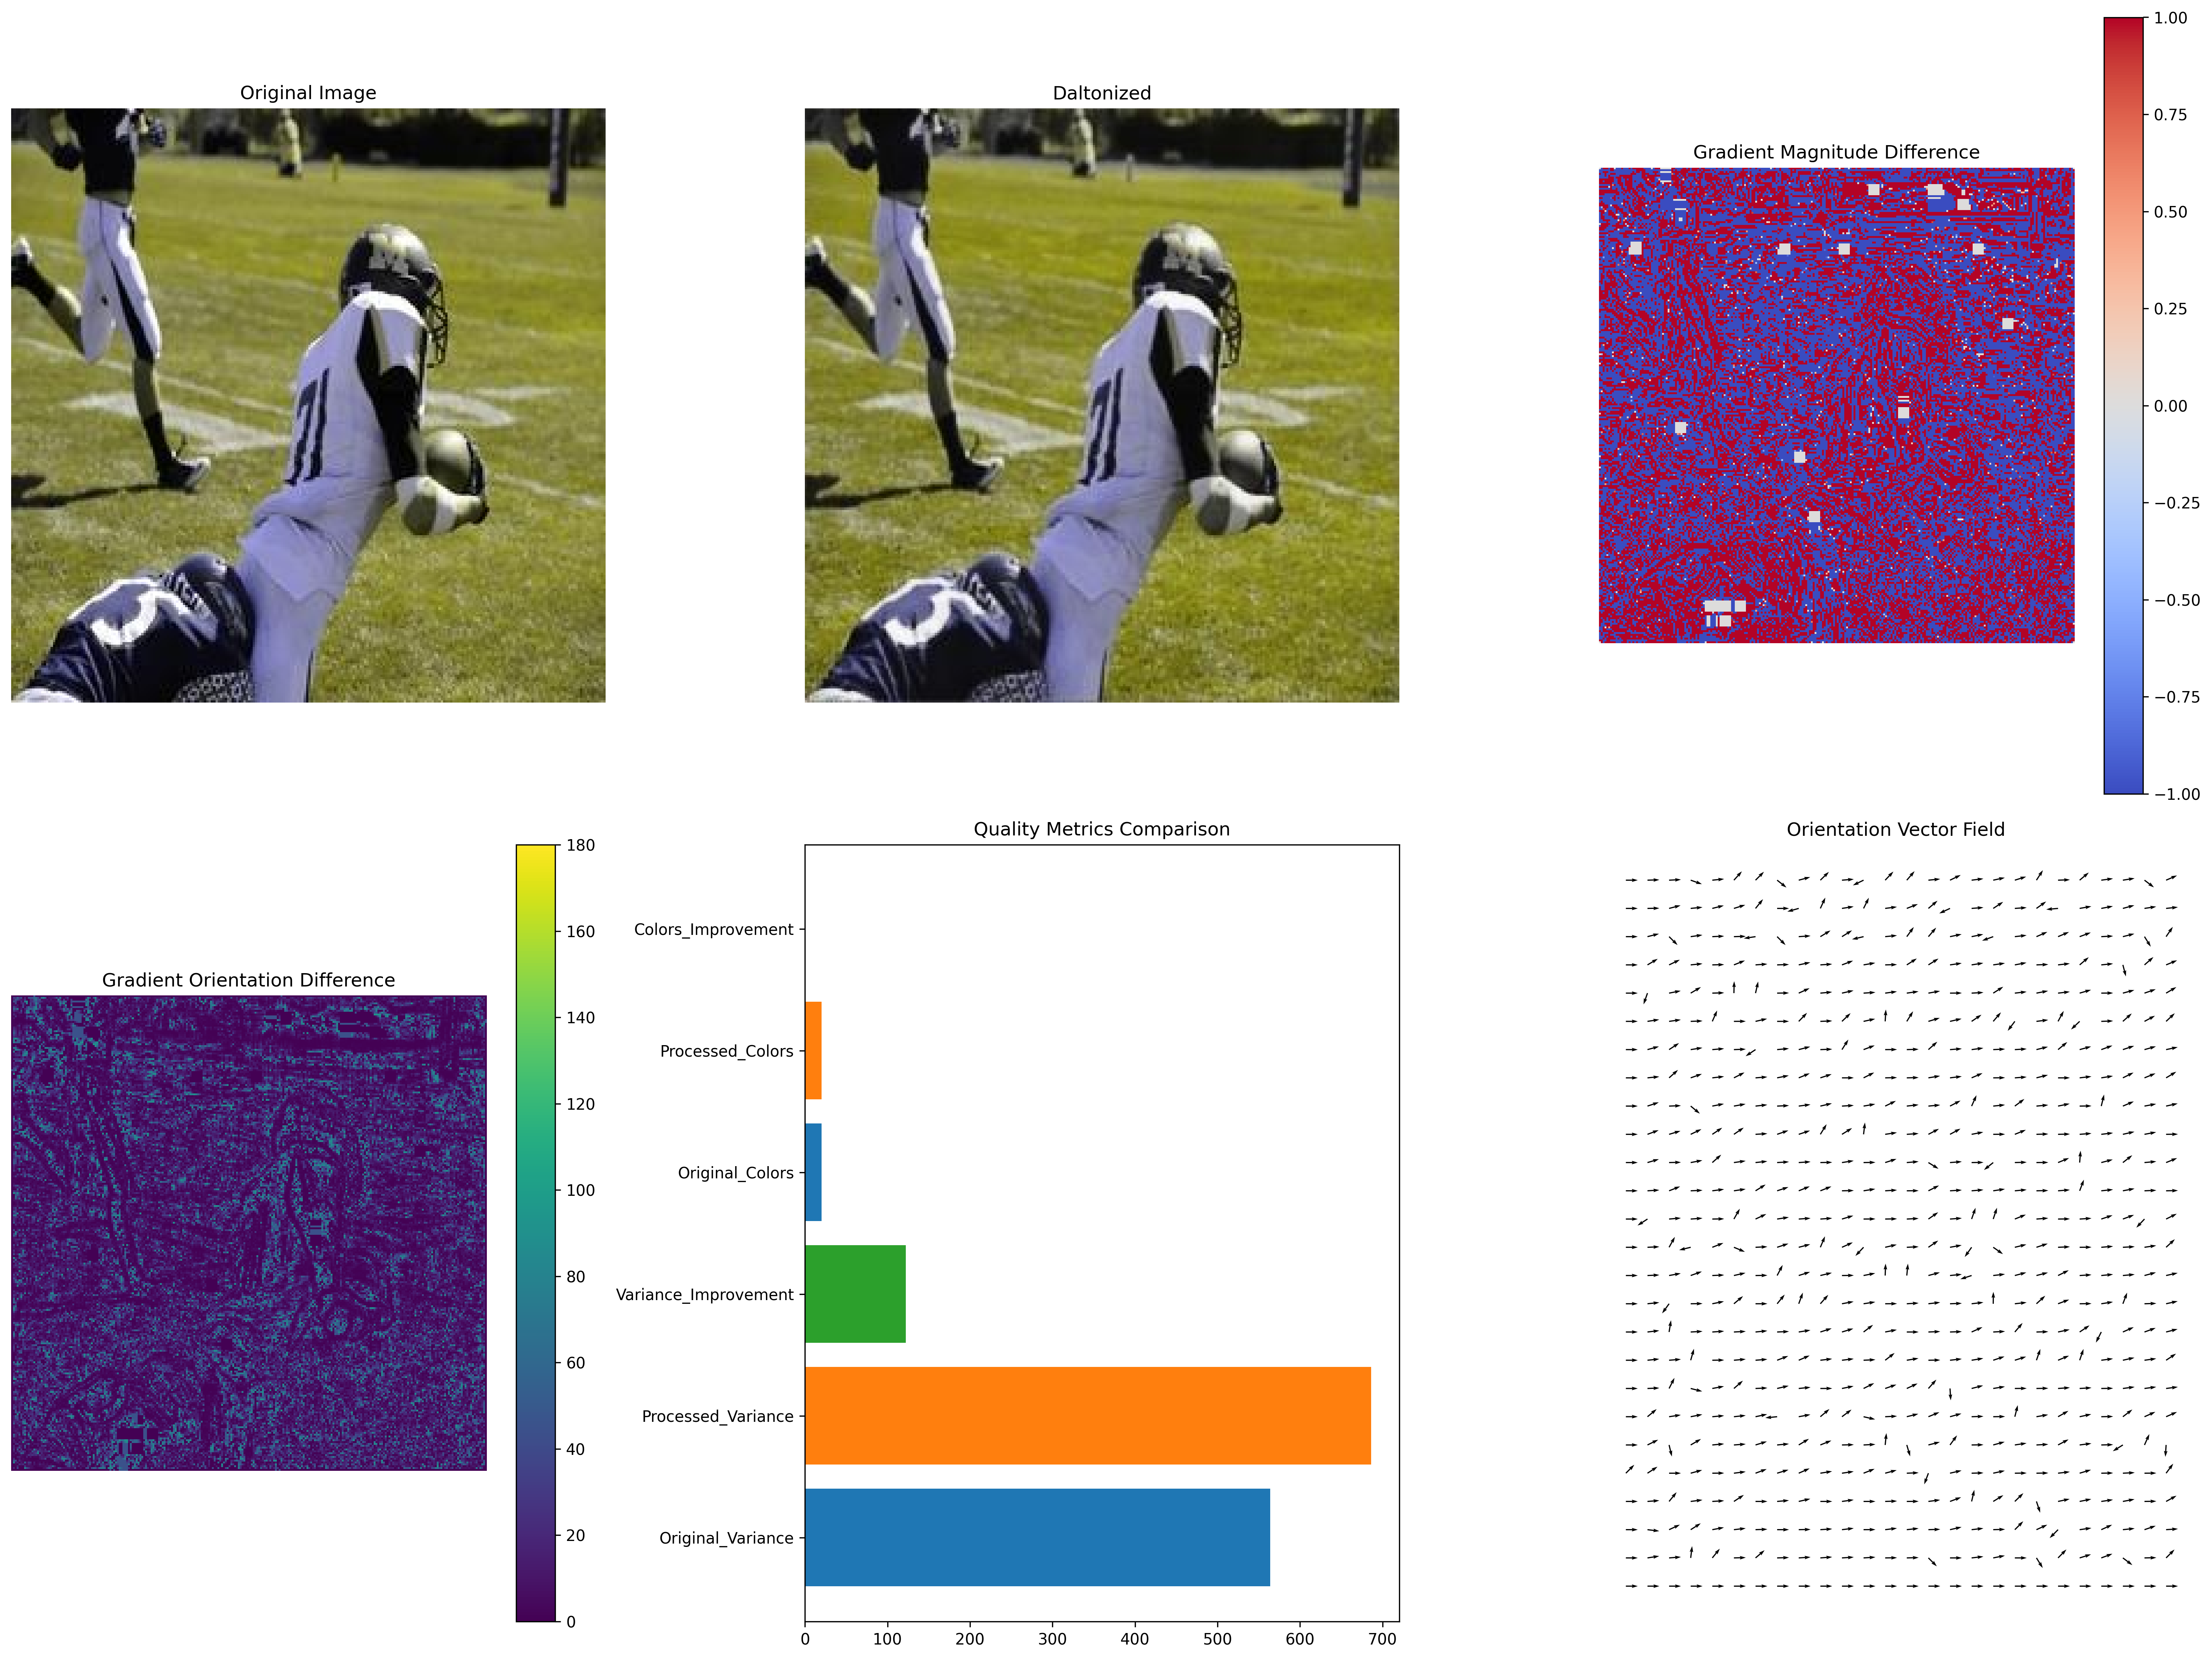 Original Image
Daltonized
Gradient Magnitude Difference
1.00
0.75
0.50
0.25
0.00
−0.25
−0.50
−0.75
−1.00
M
71
M
71
Gradient Orientation Difference
180
160
140
120
100
80
60
40
20
0
Quality Metrics Comparison
Colors_Improvement
Processed_Colors
Original_Colors
Variance_Improvement
Processed_Variance
Original_Variance
0 100 200 300 400 500 600 700
Orientation Vector Field